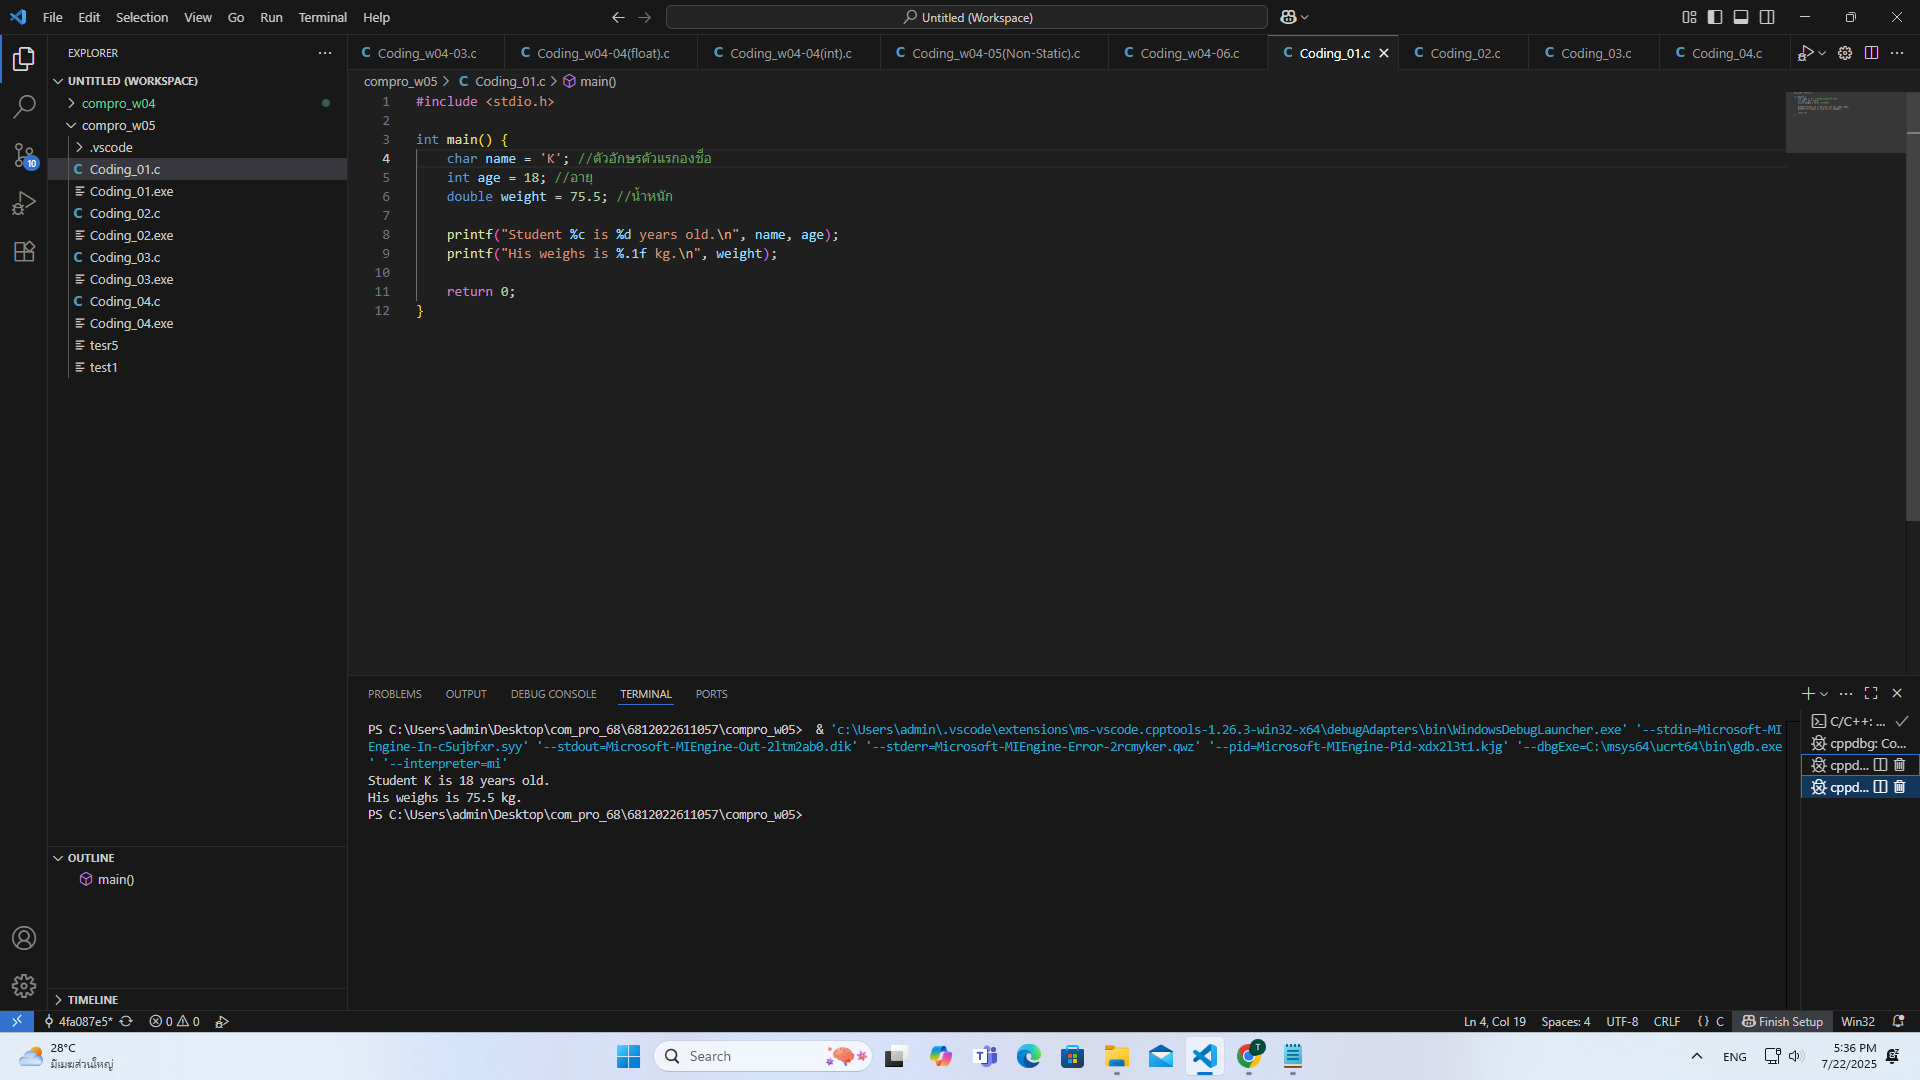 File Edit Selection View Go Run Terminal Help
Untitled (Workspace)
EXPLORER
Coding_w04-03.c Coding_w04-04(float).c Coding_w04-04(int).c Coding_w04-05(Non-Static).c Coding_w04-06.c Coding_01.c Coding_02.c Coding_03.c Coding_04.c
UNTITLED (WORKSPACE)
compro_w04
compro_w05
.vscode
Coding_01.c
Coding_01.exe
Coding_02.c
Coding_02.exe
Coding_03.c
Coding_03.exe
Coding_04.c
Coding_04.exe
tesr5
test1
10
OUTLINE
main()
TIMELINE
compro_w05 > C Coding_01.c > main()
1 #include <stdio.h>
2
3 int main() {
4 char name = 'K'; //ตัวอักษรตัวแรกองชื่อ
5 int age = 18; //อายุ
6 double weight = 75.5; //น้ำหนัก
7
8 printf("Student %c is %d years old.\n", name, age);
9 printf("His weighs is %.1f kg.\n", weight);
10
11 return 0;
12 }
PROBLEMS OUTPUT DEBUG CONSOLE TERMINAL PORTS
PS C:\Users\admin\Desktop\com_pro_68\6812022611057\compro_w05> & 'c:\Users\admin\.vscode\extensions\ms-vscode.cpptools-1.26.3-win32-x64\debugAdapters\bin\WindowsDebugLauncher.exe' '--stdin=Microsoft-MI
Engine-In-c5ujbfxr.syy' '--stdout=Microsoft-MIEngine-Out-2ltm2ab0.dik' '--stderr=Microsoft-MIEngine-Error-2rcmyker.qwz' '--pid=Microsoft-MIEngine-Pid-xdx2l3t1.kjg' '--dbgExe=C:\msys64\ucrt64\bin\gdb.exe
' '--interpreter=mi'
Student K is 18 years old.
His weighs is 75.5 kg.
PS C:\Users\admin\Desktop\com_pro_68\6812022611057\compro_w05>
C/C++: ...
cppdbg: Co...
cppd...
cppd...
4fa087e5* 0 0
Ln 4, Col 19 Spaces: 4 UTF-8 CRLF {} C Finish Setup Win32
28°C
มีเมฆส่วนใหญ่
Search
T
ENG
5:36 PM
7/22/2025